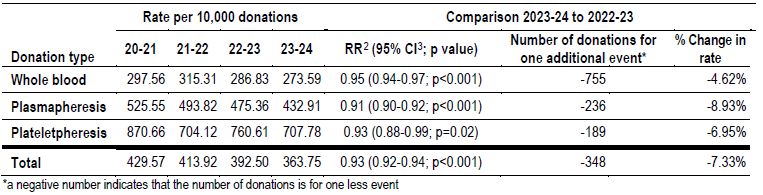 Rate per 10,000 donations Comparison 2023-24 to 2022-23
Donation type 20-21 21-22 22-23 23-24 RR2 (95% CI3; p value) Number of donations for one additional event* % Change in rate
Whole blood 297.56 315.31 286.83 273.59 0.95 (0.94-0.97; p<0.001) -755 -4.62%
Plasmapheresis 525.55 493.82 475.36 432.91 0.91 (0.90-0.92; p<0.001) -236 -8.93%
Plateletpheresis 870.66 704.12 760.61 707.78 0.93 (0.88-0.99; p=0.02) -189 -6.95%
Total 429.57 413.92 392.50 363.75 0.93 (0.92-0.94; p<0.001) -348 -7.33%
*a negative number indicates that the number of donations is for one less event